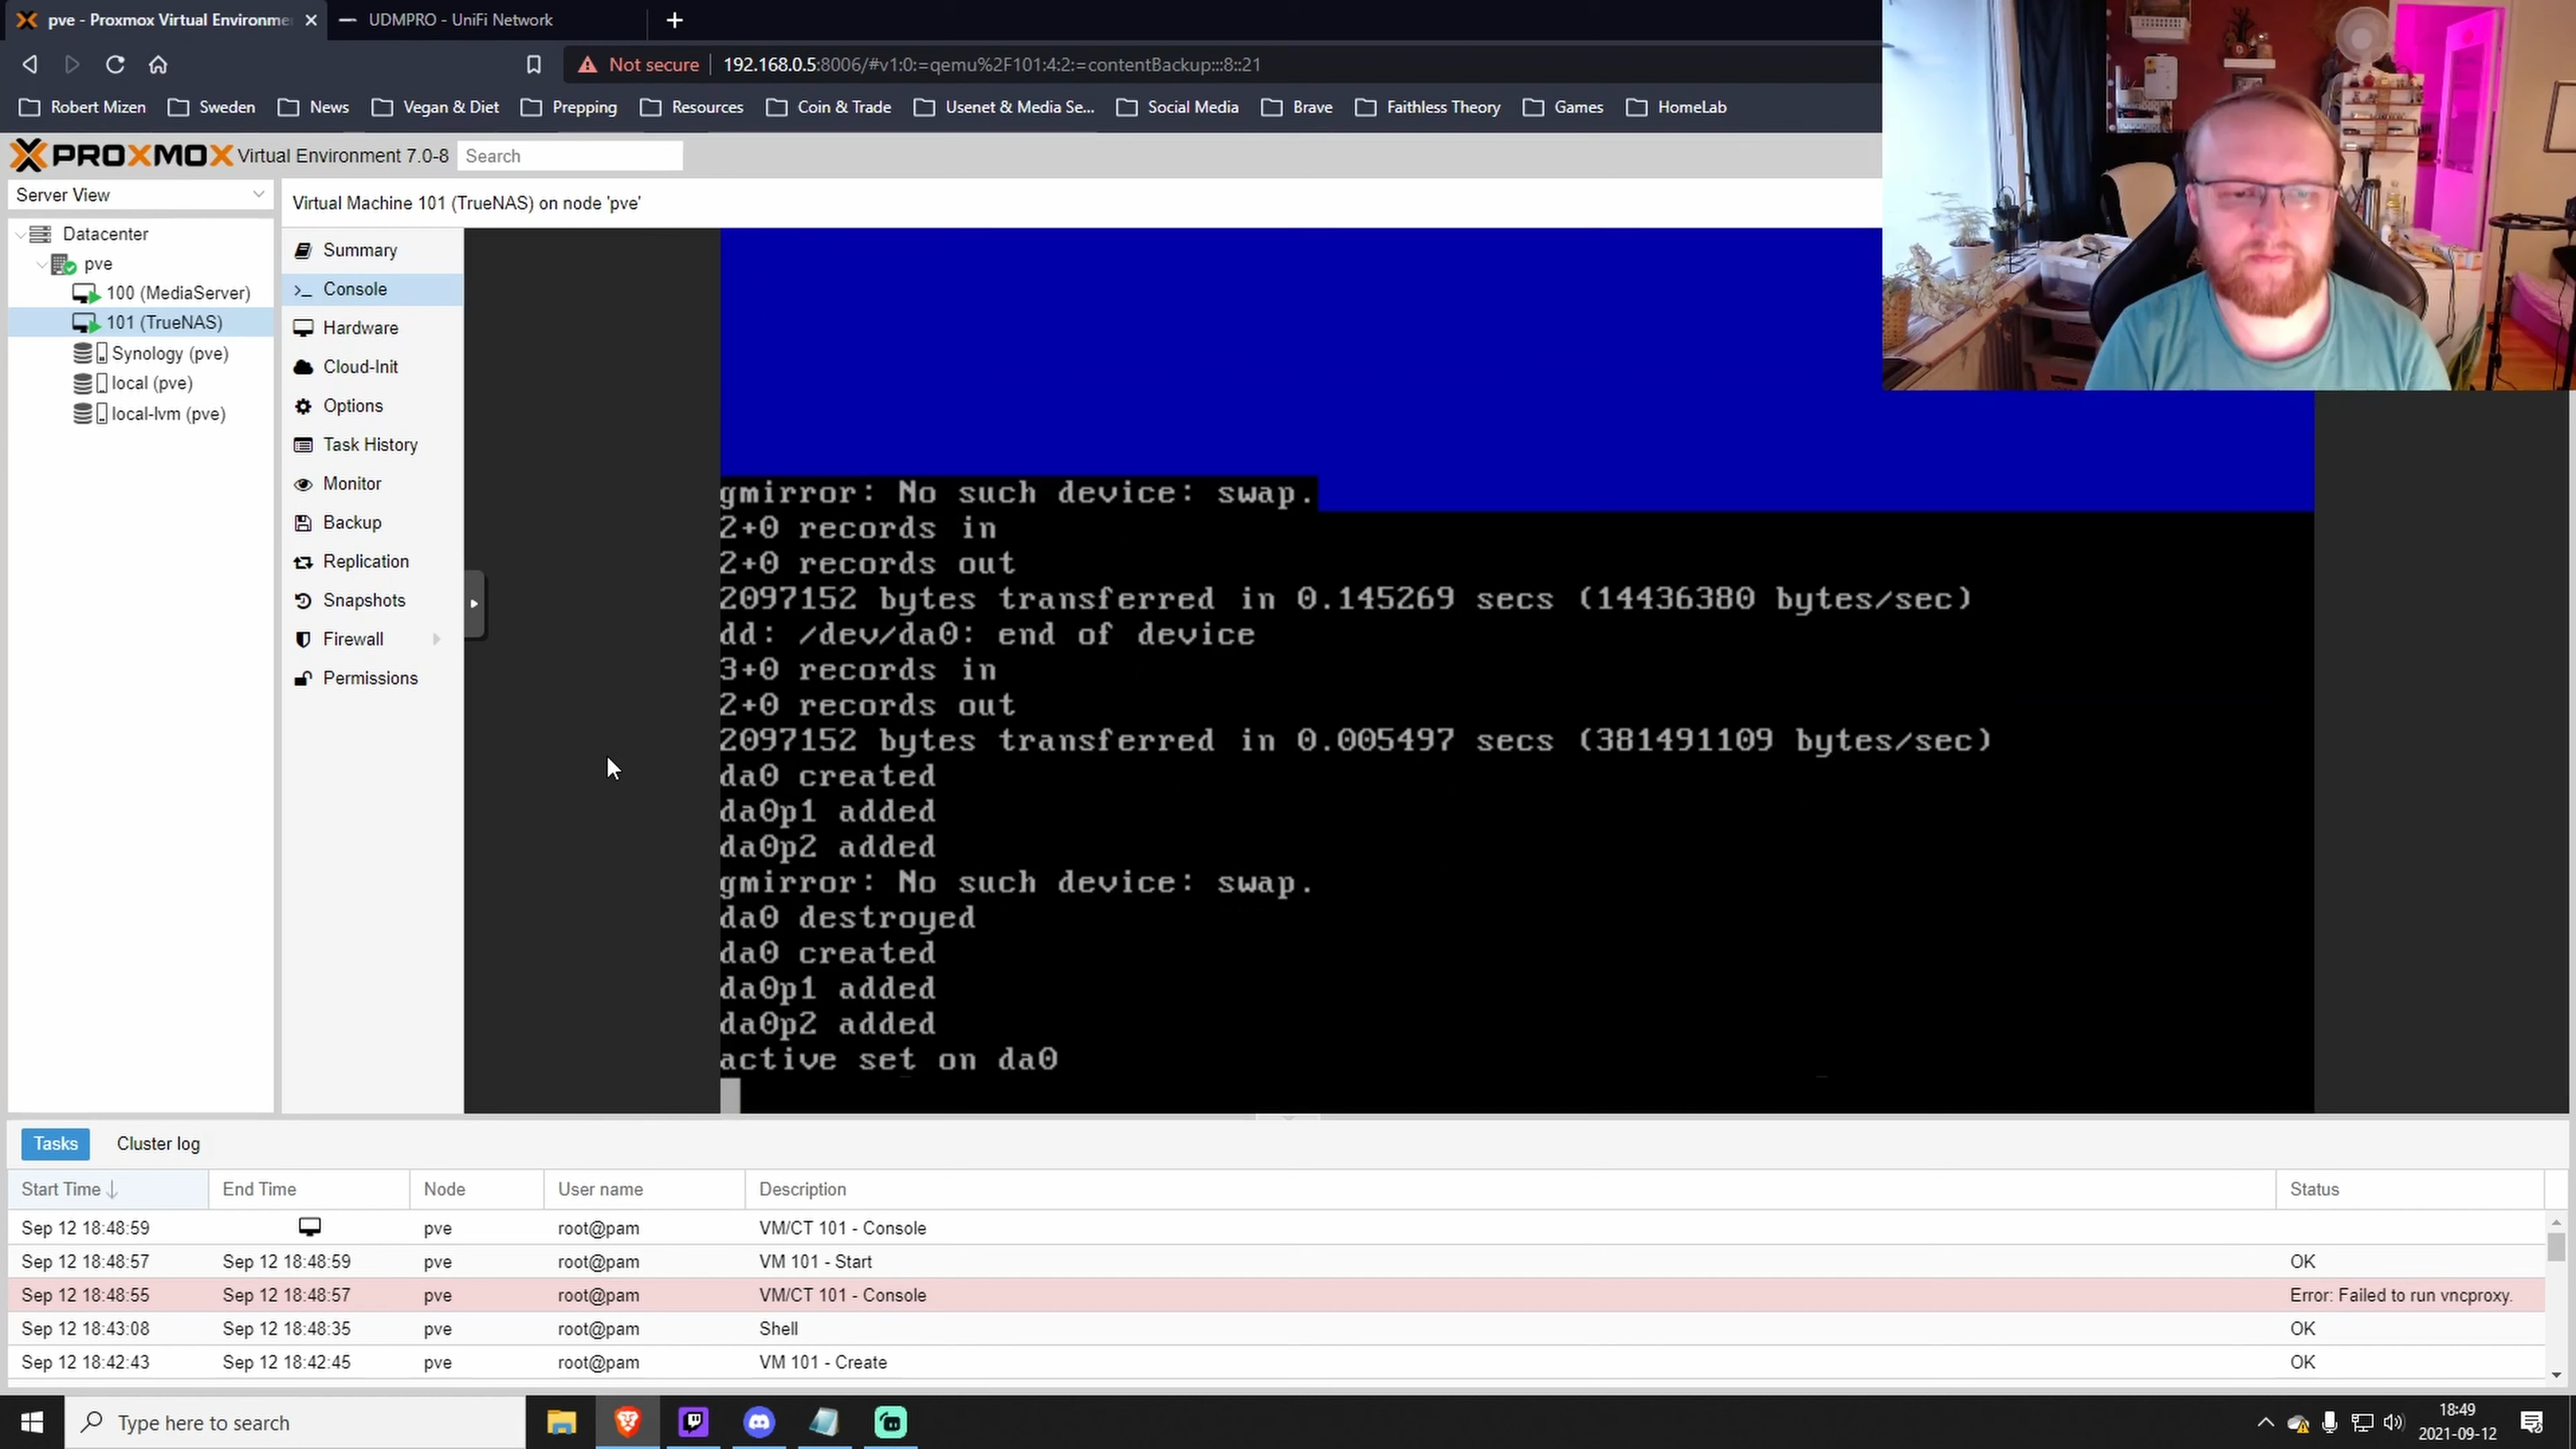 pve - Proxmox Virtual Environme
UDMPRO - UniFi Network
Not secure
192.168.0.5:8006/#v1:0:=qemu%2F101:4:2:=contentBackup:::8::21
Robert Mizen
Sweden
News
Vegan & Diet
Prepping
Resources
Coin & Trade
Usenet & Media Se...
Social Media
Brave
Faithless Theory
Games
HomeLab
PROXMOX Virtual Environment 7.0-8
Search
Server View
Datacenter
pve
100 (MediaServer)
101 (TrueNAS)
Synology (pve)
local (pve)
local-lvm (pve)
Virtual Machine 101 (TrueNAS) on node 'pve'
Summary
Console
Hardware
Cloud-Init
Options
Task History
Monitor
Backup
Replication
Snapshots
Firewall
Permissions
gmirror: No such device: swap.
2+0 records in
2+0 records out
2097152 bytes transferred in 0.145269 secs (14436380 bytes/sec)
dd: /dev/da0: end of device
3+0 records in
2+0 records out
2097152 bytes transferred in 0.005497 secs (381491109 bytes/sec)
da0 created
da0p1 added
da0p2 added
gmirror: No such device: swap.
da0 destroyed
da0 created
da0p1 added
da0p2 added
active set on da0
Tasks
Cluster log
Start Time End Time Node User name Description Status
Sep 12 18:48:59 pve root@pam VM/CT 101 - Console
Sep 12 18:48:57 Sep 12 18:48:59 pve root@pam VM 101 - Start OK
Sep 12 18:48:55 Sep 12 18:48:57 pve root@pam VM/CT 101 - Console Error: Failed to run vncproxy.
Sep 12 18:43:08 Sep 12 18:48:35 pve root@pam Shell OK
Sep 12 18:42:43 Sep 12 18:42:45 pve root@pam VM 101 - Create OK
Type here to search
18:49
2021-09-12